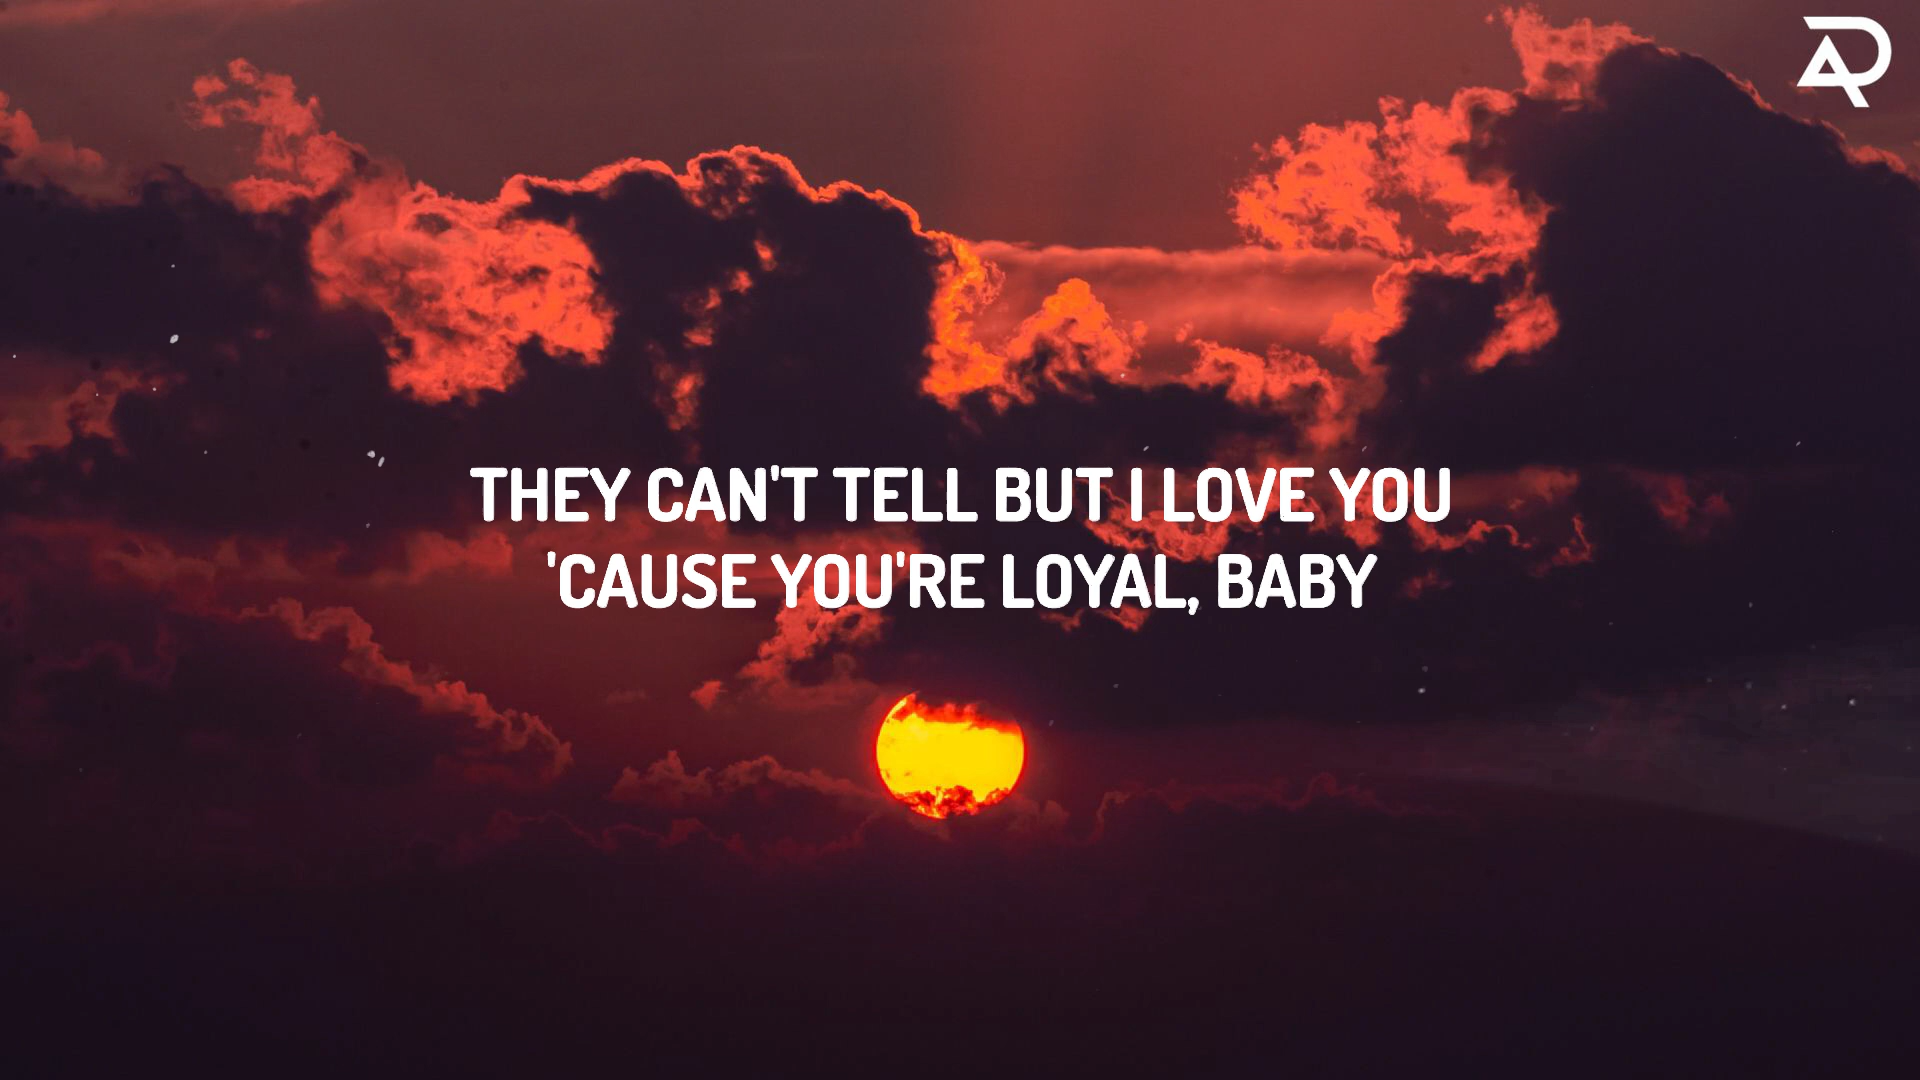 THEY CAN'T TELL BUT I LOVE YOU
'CAUSE YOU'RE LOYAL, BABY